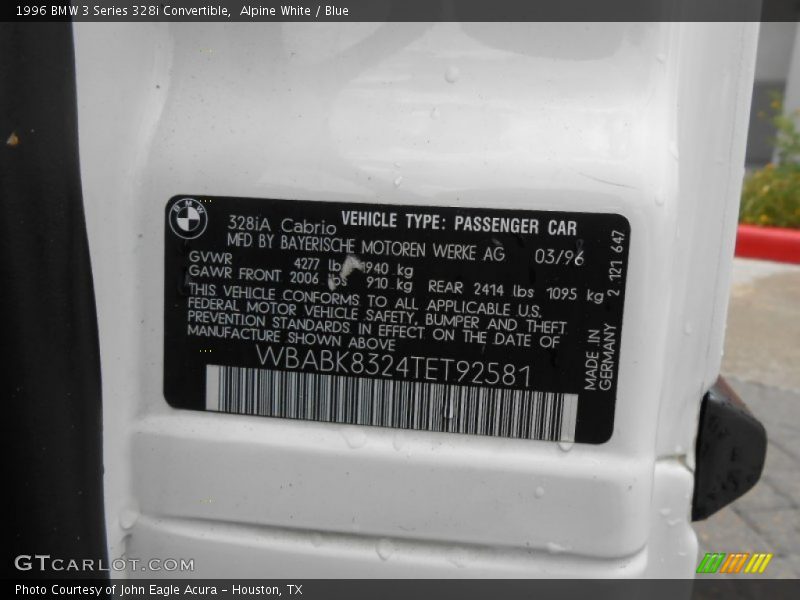 1996 BMW 3 Series 328i Convertible,  Alpine White / Blue
BMW
328iA Cabrio VEHICLE TYPE: PASSENGER CAR
MFD BY BAYERISCHE MOTOREN WERKE AG 03/96
GVWR 4277 lbs 1940 kg
GAWR FRONT 2006 lbs 910 kg REAR 2414 lbs 1095 kg
THIS VEHICLE CONFORMS TO ALL APPLICABLE U.S.
FEDERAL MOTOR VEHICLE SAFETY, BUMPER AND THEFT
PREVENTION STANDARDS IN EFFECT ON THE DATE OF
MANUFACTURE SHOWN ABOVE
WBABK8324TET92581
MADE IN
GERMANY
2 121 647
GTCARLOT.COM
Photo Courtesy of John Eagle Acura - Houston, TX